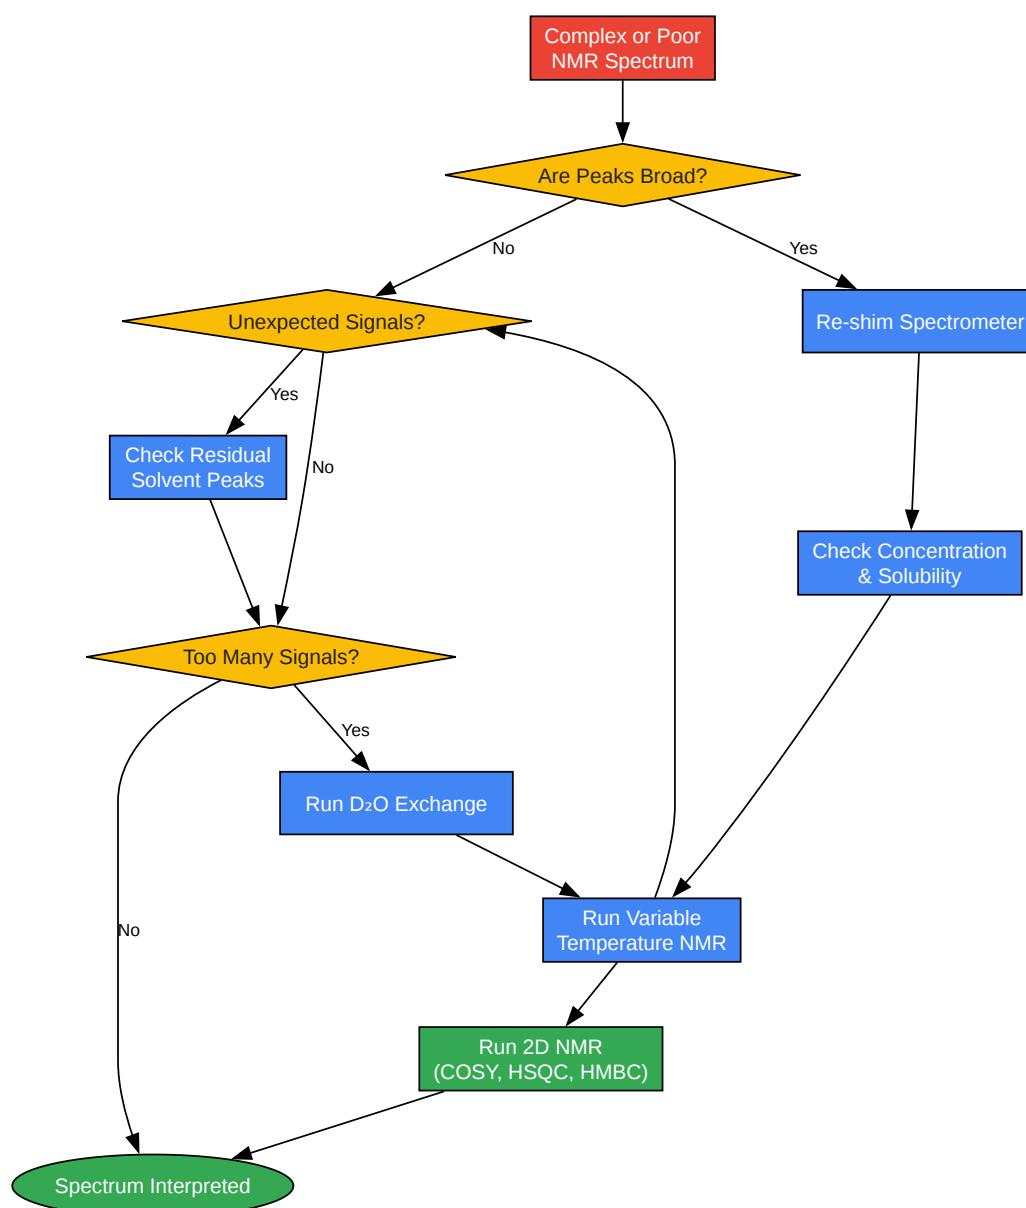 Complex or Poor
NMR Spectrum
Are Peaks Broad?
No
Yes
Unexpected Signals?
Re-shim Spectrometer
Yes
Check Residual
Solvent Peaks
No
Check Concentration
& Solubility
Too Many Signals?
Yes
Run D₂O Exchange
No
Run Variable
Temperature NMR
Run 2D NMR
(COSY, HSQC, HMBC)
Spectrum Interpreted